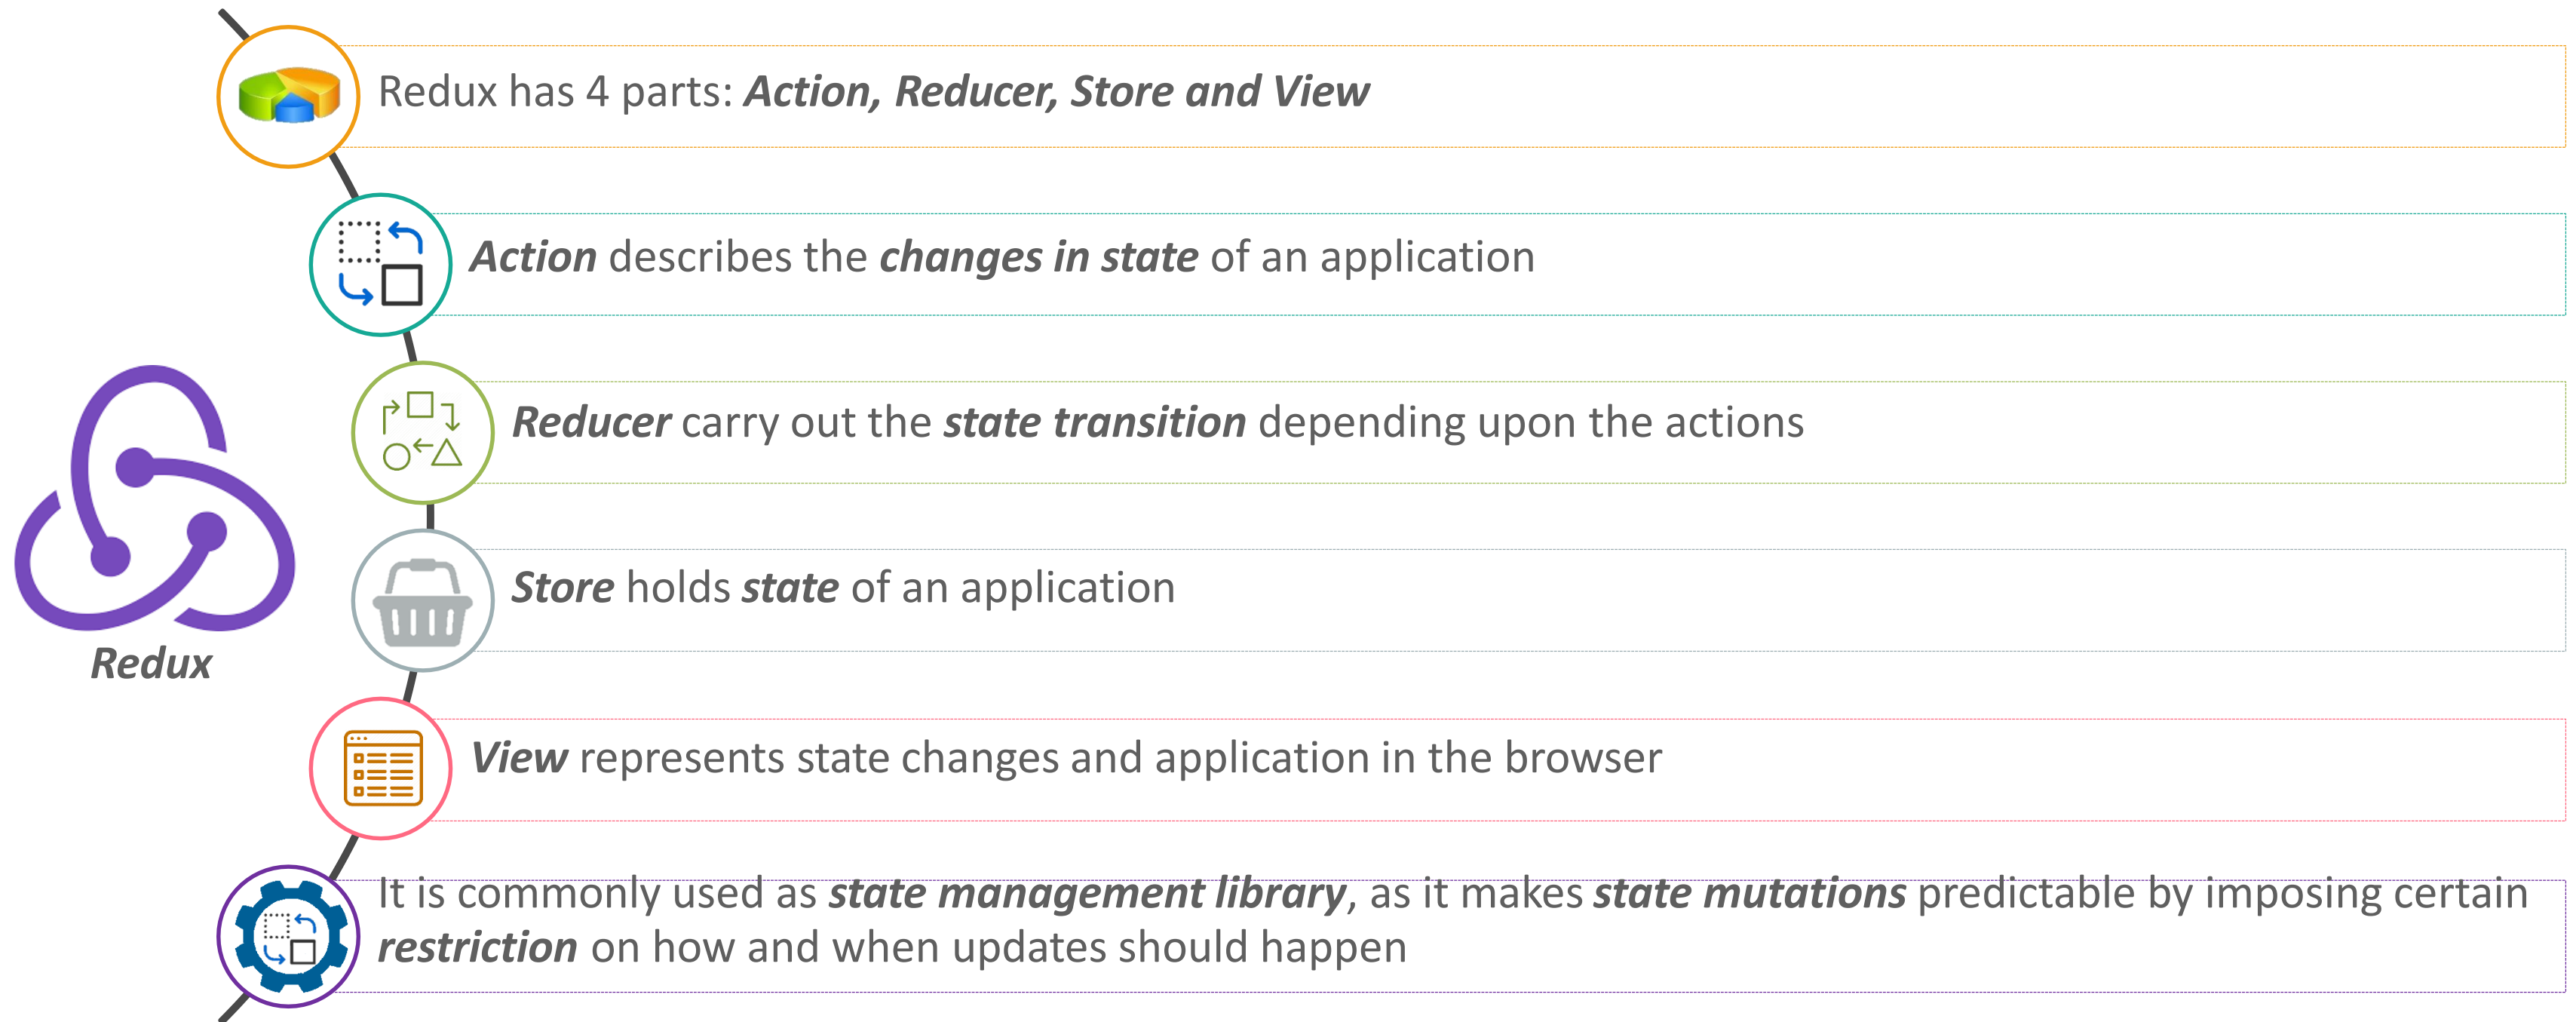 Redux has 4 parts: Action, Reducer, Store and View
Action describes the changes in state of an application
Reducer carry out the state transition depending upon the actions
Store holds state of an application
Redux
View represents state changes and application in the browser
It is commonly used as state management library, as it makes state mutations predictable by imposing certain
restriction on how and when updates should happen